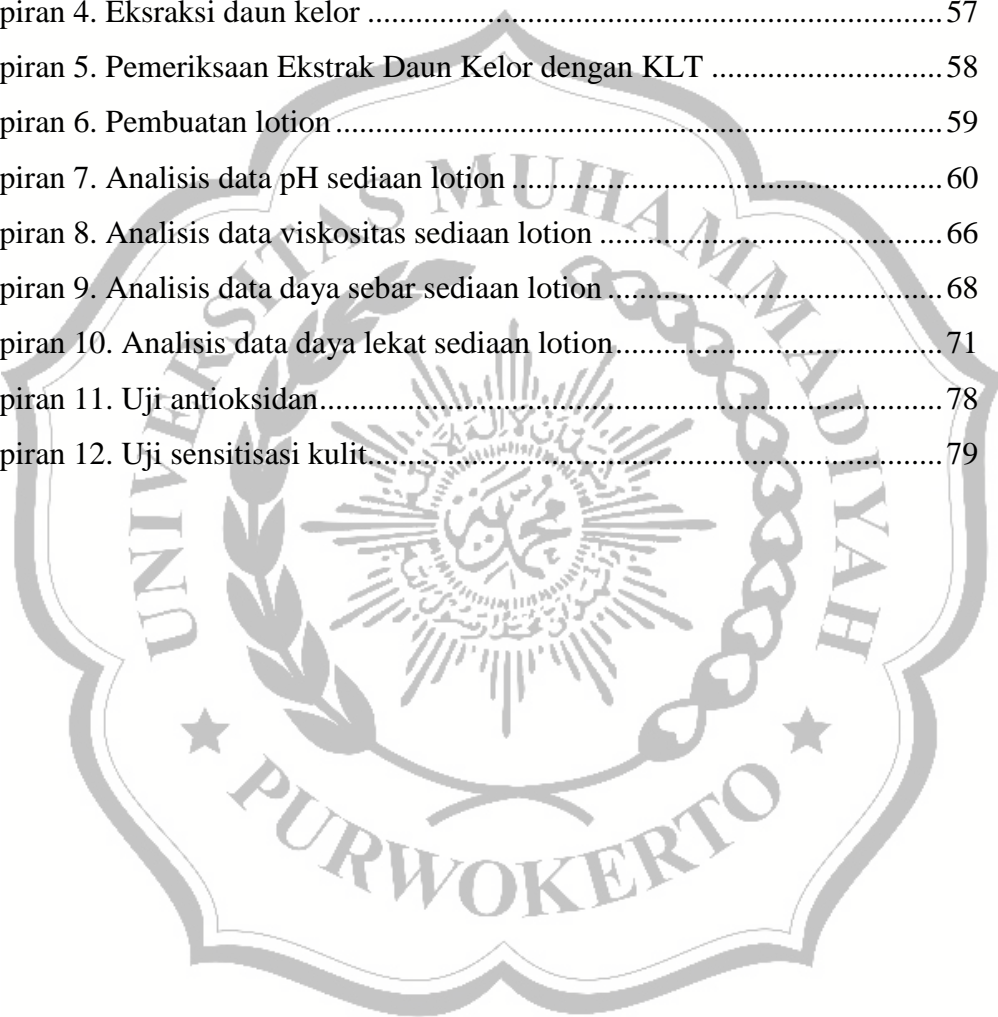 piran 4. Eksraksi daun kelor ........................................................................ 57
piran 5. Pemeriksaan Ekstrak Daun Kelor dengan KLT ............................. 58
piran 6. Pembuatan lotion ............................................................................ 59
piran 7. Analisis data pH sediaan lotion ...................................................... 60
piran 8. Analisis data viskositas sediaan lotion ........................................... 66
piran 9. Analisis data daya sebar sediaan lotion .......................................... 68
piran 10. Analisis data daya lekat sediaan lotion ......................................... 71
piran 11. Uji antioksidan .............................................................................. 78
piran 12. Uji sensitisasi kulit ........................................................................ 79
UNIVERSITAS MUHAMMADIYAH
PURWOKERTO